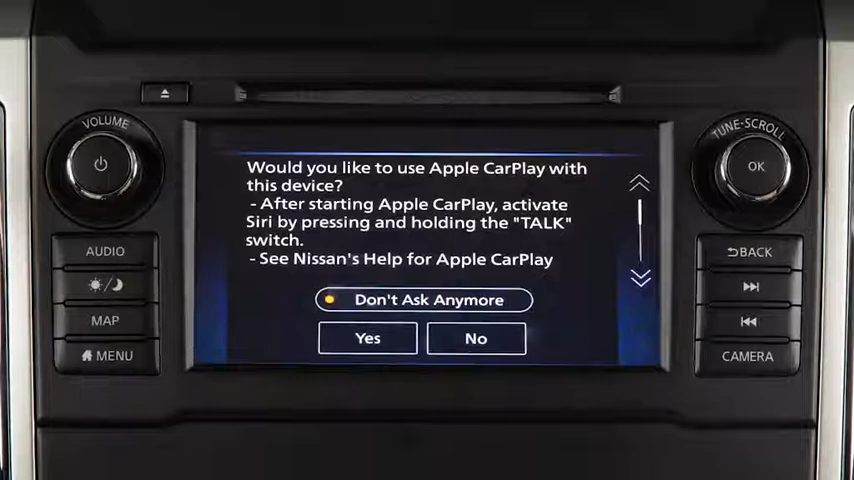 VOLUME
TUNE·SCROLL
OK
AUDIO
MAP
MENU
BACK
CAMERA
Would you like to use Apple CarPlay with
this device?
- After starting Apple CarPlay, activate
Siri by pressing and holding the "TALK"
switch.
- See Nissan's Help for Apple CarPlay
Don't Ask Anymore
Yes
No